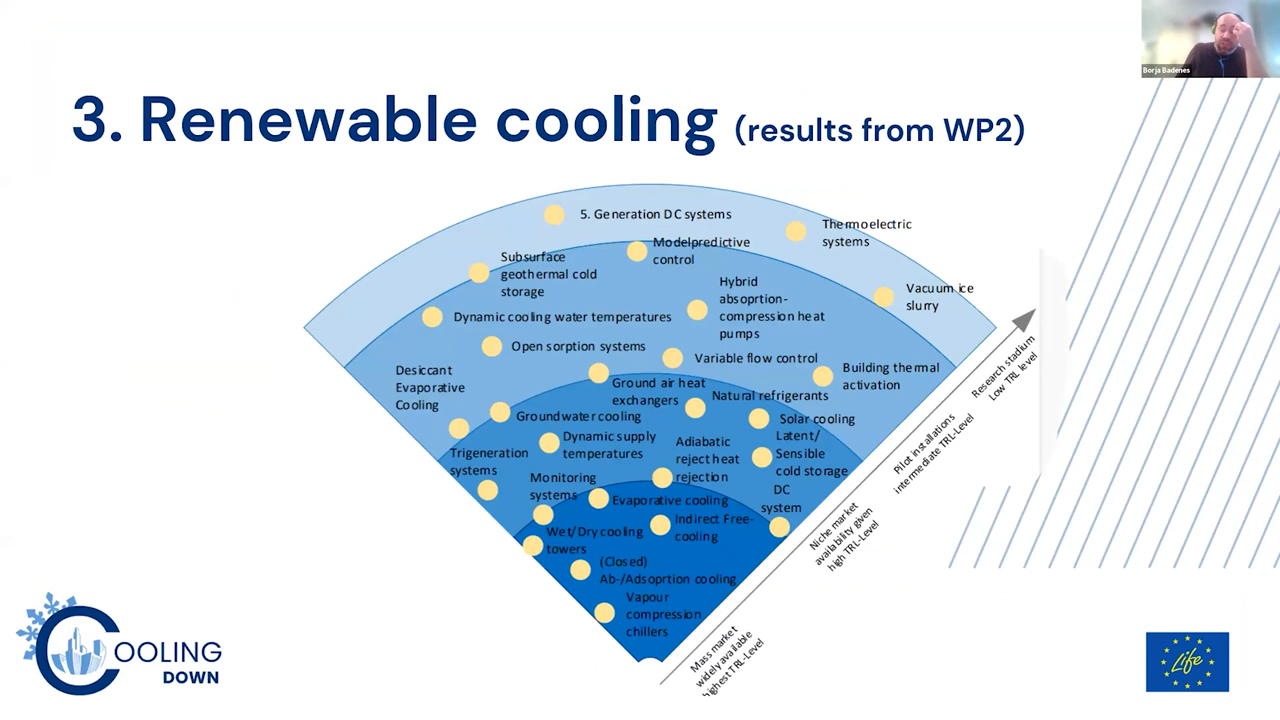 Borja Badenes
3. Renewable cooling (results from WP2)
5. Generation DC systems
Thermoelectric
systems
Modelpredictive
control
Subsurface
geothermal cold
storage
Vacuum ice
slurry
Hybrid
absoprtion-
compression heat
pumps
Dynamic cooling water temperatures
Open sorption systems
Variable flow control
Building thermal
activation
Desiccant
Evaporative
Cooling
Ground air heat
exchangers
Natural refrigerants
Groundwater cooling
Solar cooling
Dynamic supply
temperatures
Latent/
Sensible
cold storage
Adiabatic
reject heat
rejection
Trigeneration
systems
Monitoring
systems
DC
system
Evaporative cooling
Indirect Free-
cooling
Wet/Dry cooling
towers
(Closed)
Ab-/Adsoprtion cooling
Vapour
compression
chillers
Research stadium
Low TRL level
Pilot installations
intermediate TRL-Level
Niche market
availability given
high TRL-Level
Mass market
widely available
highest TRL-Level
COOLING
DOWN
Life